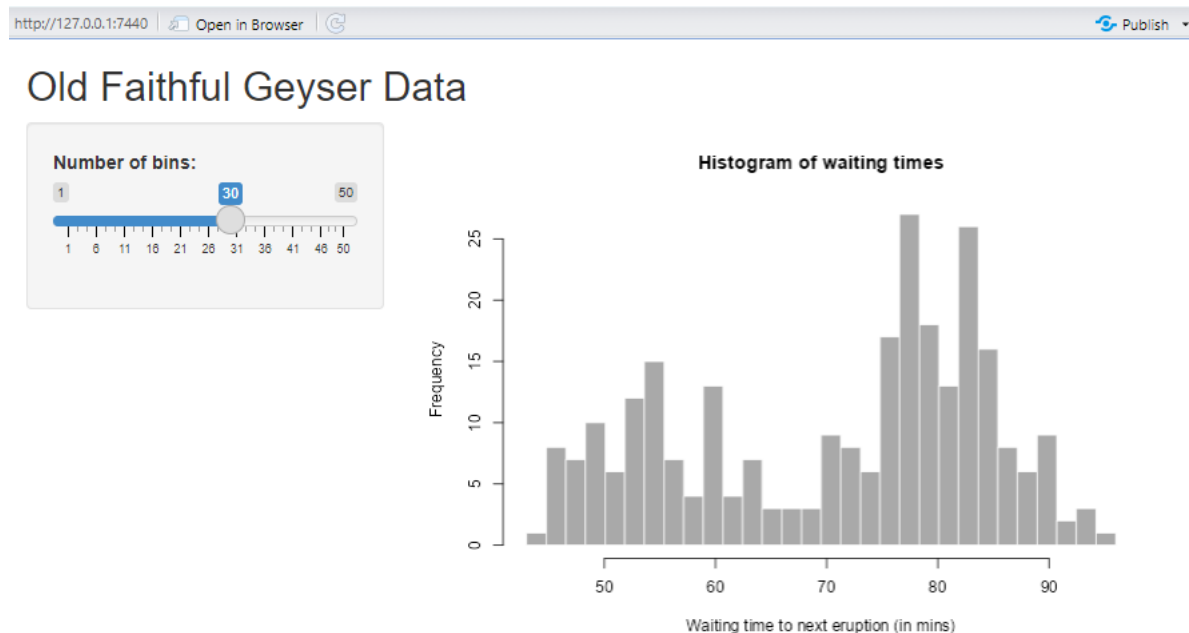 http://127.0.0.1:7440 Open in Browser Publish
Old Faithful Geyser Data
Number of bins:
1 30 50
1 6 11 16 21 26 31 36 41 46 50
Histogram of waiting times
Frequency
25
20
15
10
5
0
50 60 70 80 90
Waiting time to next eruption (in mins)